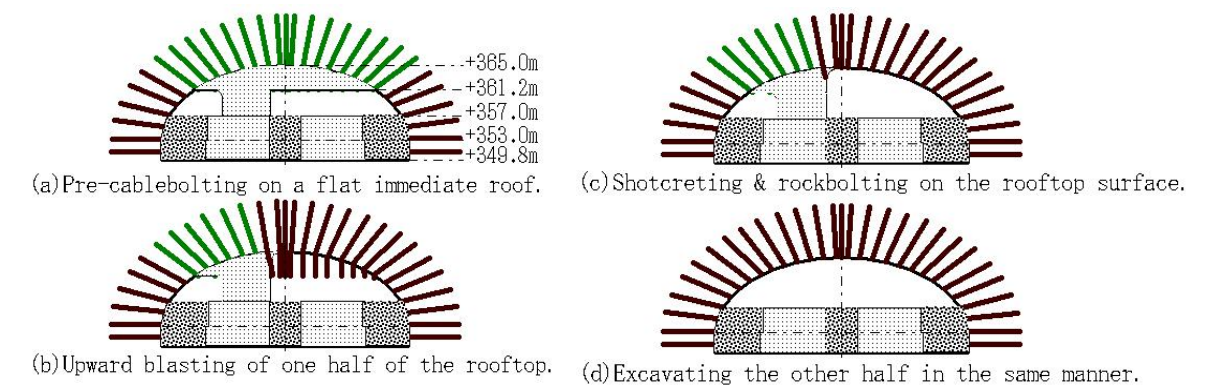 +365.0m
+361.2m
+357.0m
+353.0m
+349.8m
(a)Pre-cablebolting on a flat immediate roof.
(b)Upward blasting of one half of the rooftop.
(c)Shotcreting & rockbolting on the rooftop surface.
(d)Excavating the other half in the same manner.